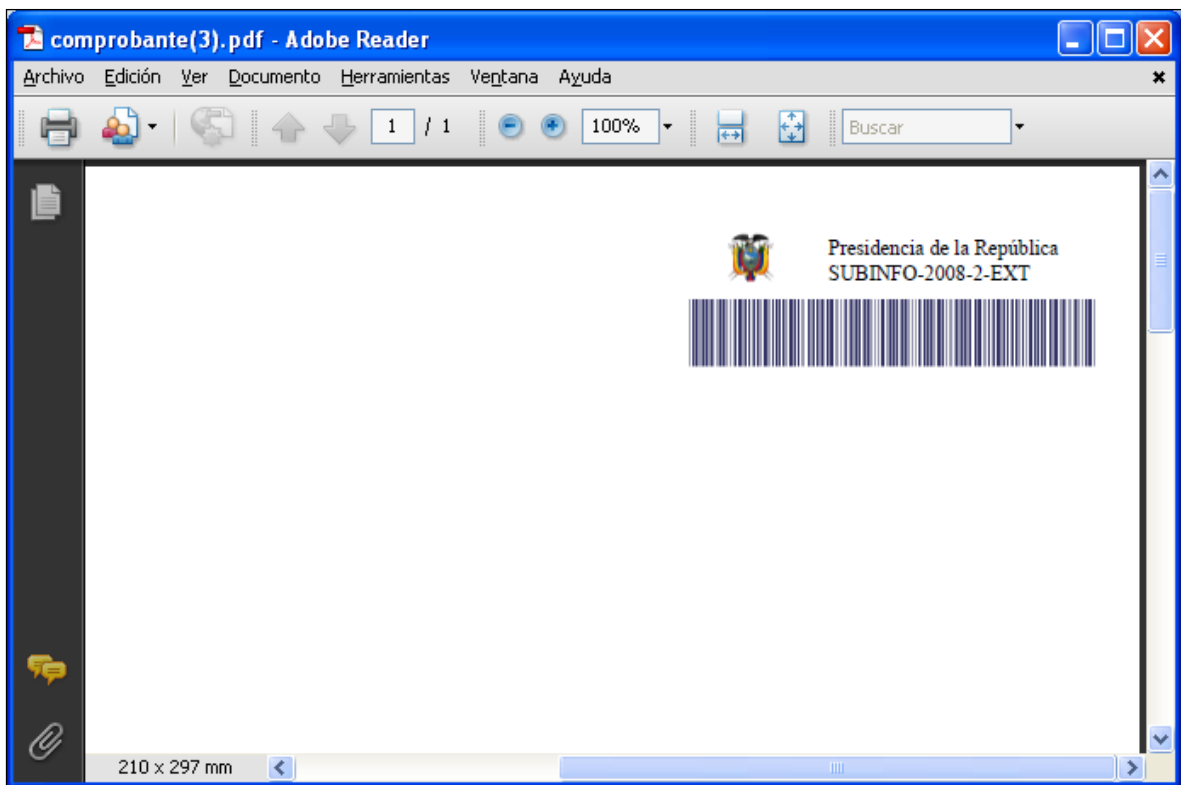 comprobante(3).pdf - Adobe Reader
Archivo Edición Ver Documento Herramientas Ventana Ayuda
1 / 1 100% Buscar
Presidencia de la República
SUBINFO-2008-2-EXT
210 x 297 mm